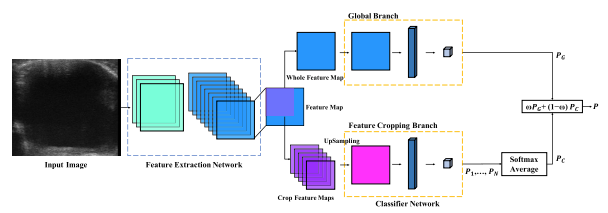 Global Branch
Whole Feature Map
P_G
Feature Map
ωP_G + (1−ω) P_C
P
Feature Cropping Branch
UpSampling
Input Image
Feature Extraction Network
Crop Feature Maps
P_1,…, P_N
Softmax
Average
P_C
Classifier Network